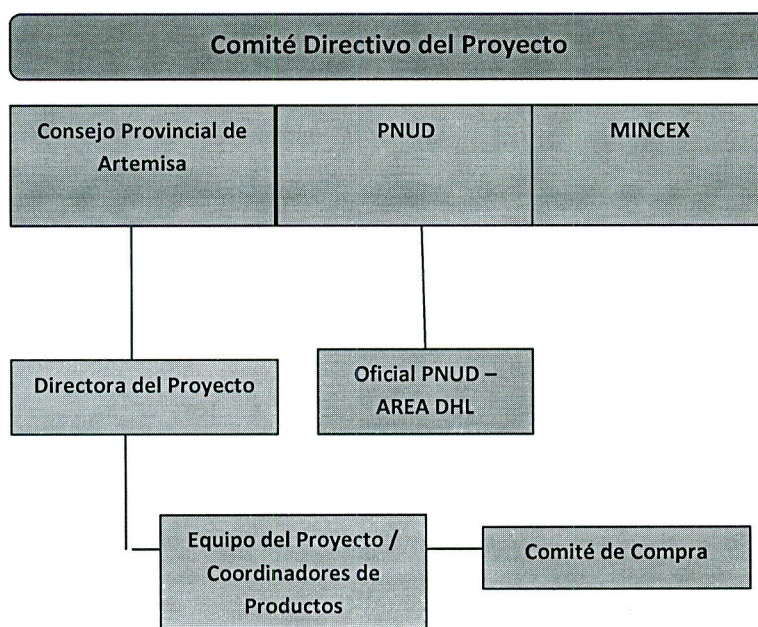 Comité Directivo del Proyecto
Consejo Provincial de
Artemisa
PNUD
MINCEX
Directora del Proyecto
Oficial PNUD –
AREA DHL
Equipo del Proyecto /
Coordinadores de
Productos
Comité de Compra